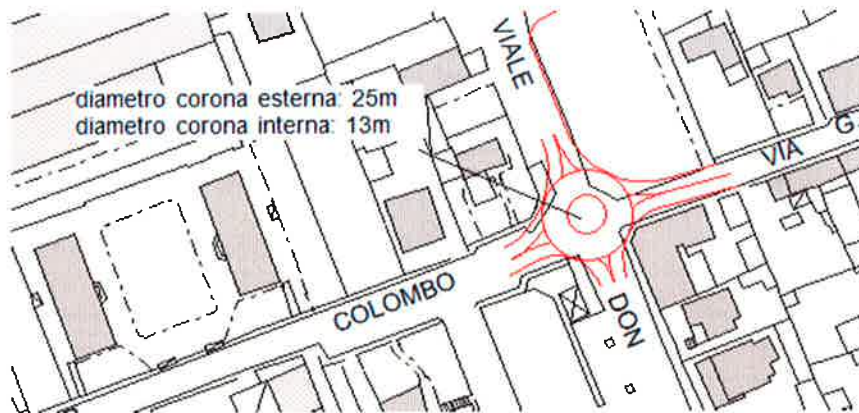 VIALE
diametro corona esterna: 25m
diametro corona interna: 13m
VIA G
COLOMBO
DON